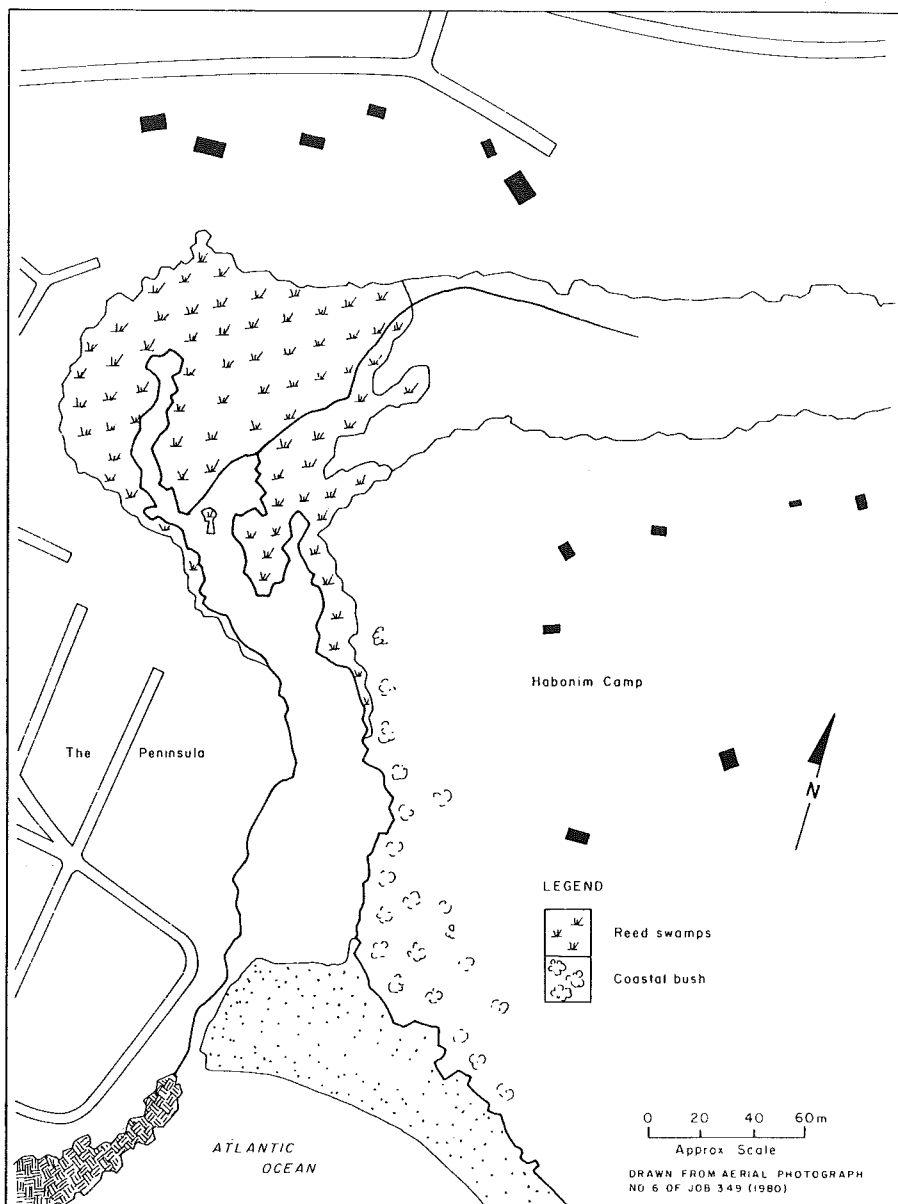 Habonim Camp
The Peninsula
N
LEGEND
Reed swamps
Coastal bush
0 20 40 60m
Approx Scale
DRAWN FROM AERIAL PHOTOGRAPH
NO 6 OF JOB 349 (1980)
ATLANTIC
OCEAN